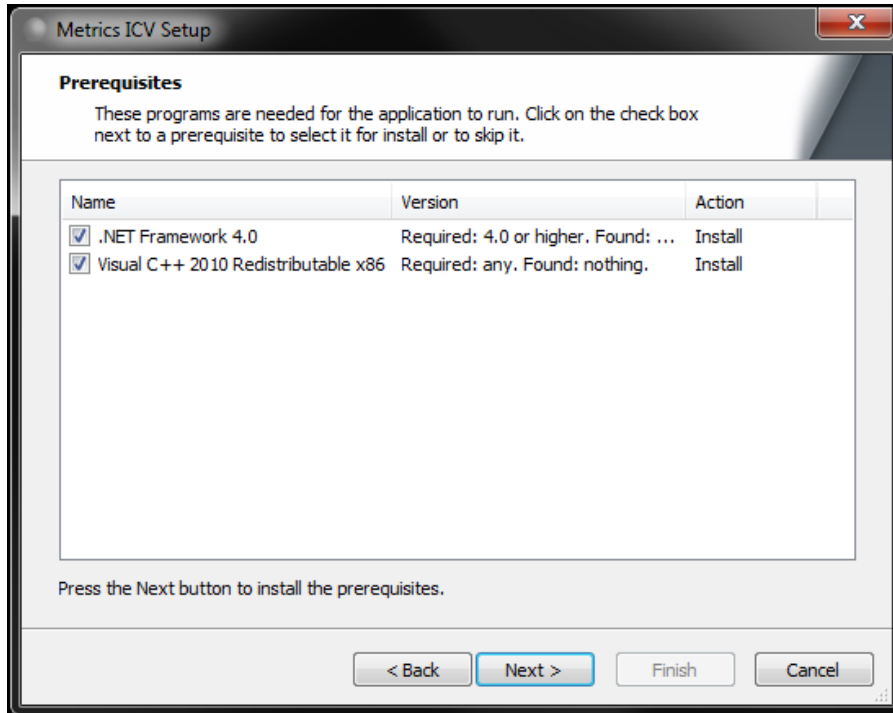 Metrics ICV Setup
Prerequisites
These programs are needed for the application to run. Click on the check box
next to a prerequisite to select it for install or to skip it.
Name Version Action
.NET Framework 4.0 Required: 4.0 or higher. Found: ... Install
Visual C++ 2010 Redistributable x86 Required: any. Found: nothing. Install
Press the Next button to install the prerequisites.
< Back Next > Finish Cancel